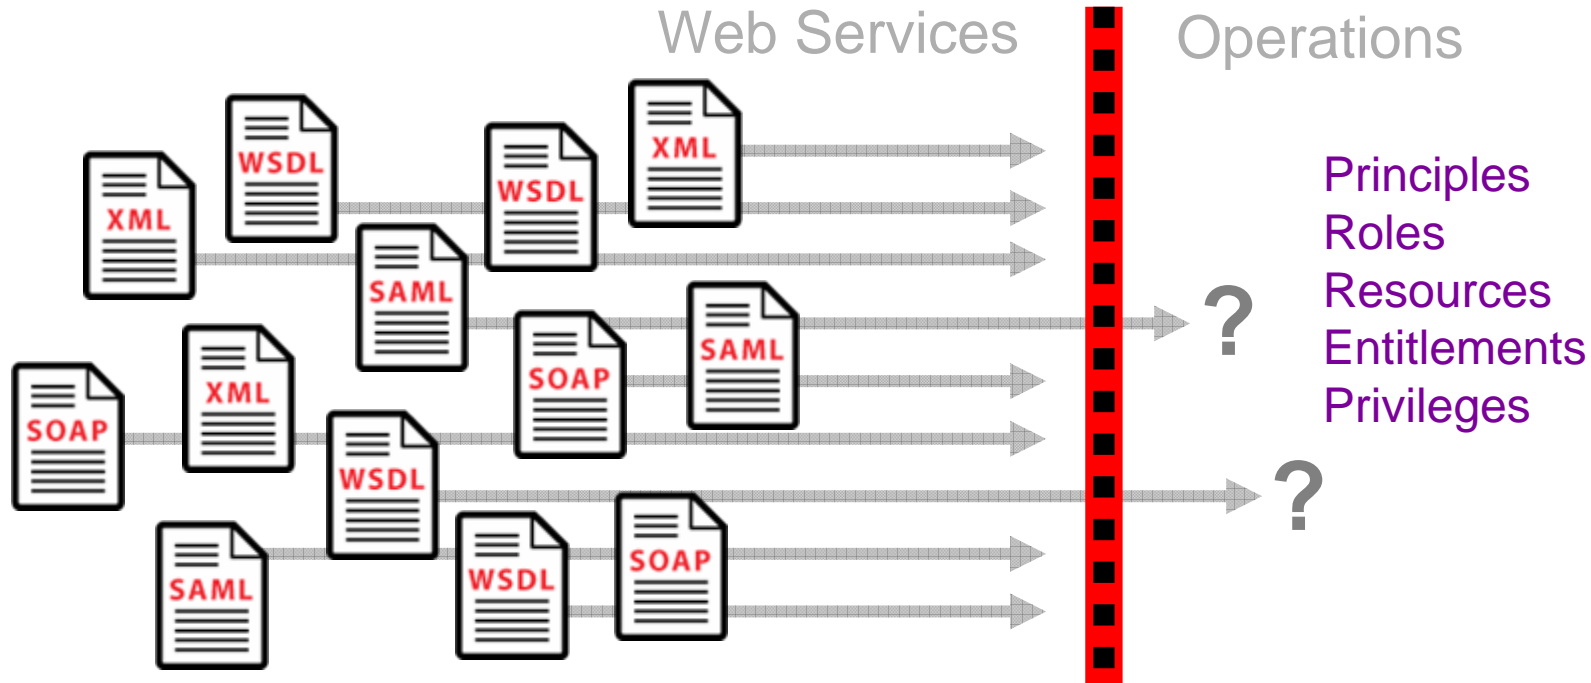 Web Services
Operations
XML
WSDL
WSDL
XML
SAML
SOAP
SAML
SOAP
XML
WSDL
SAML
WSDL
SOAP
?
?
Principles
Roles
Resources
Entitlements
Privileges